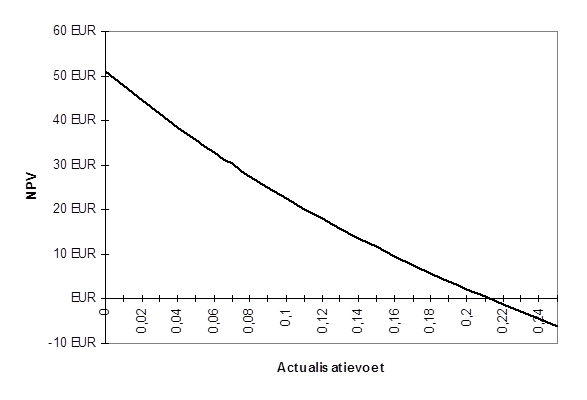 60 EUR
50 EUR
40 EUR
30 EUR
20 EUR
10 EUR
EUR
-10 EUR
NPV
0
0,02
0,04
0,06
0,08
0,1
0,12
0,14
0,16
0,18
0,2
0,22
0,24
Actualisatievoet